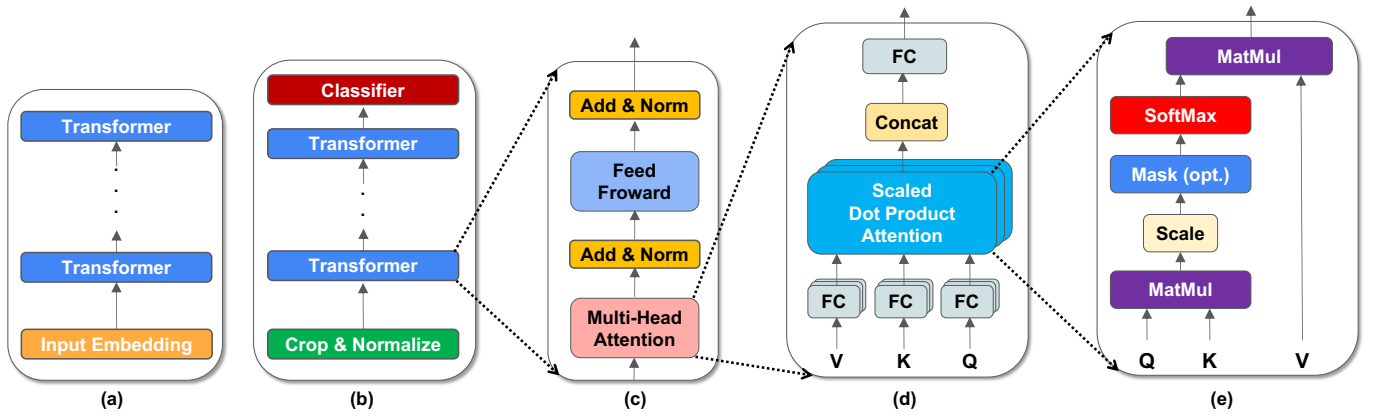 Transformer
.
.
.
Transformer
Input Embedding
(a)
Classifier
Transformer
.
.
.
Transformer
Crop & Normalize
(b)
Add & Norm
Feed
Froward
Add & Norm
Multi-Head
Attention
(c)
FC
Concat
Scaled
Dot Product
Attention
FC FC FC
V K Q
(d)
MatMul
SoftMax
Mask (opt.)
Scale
MatMul
Q K V
(e)